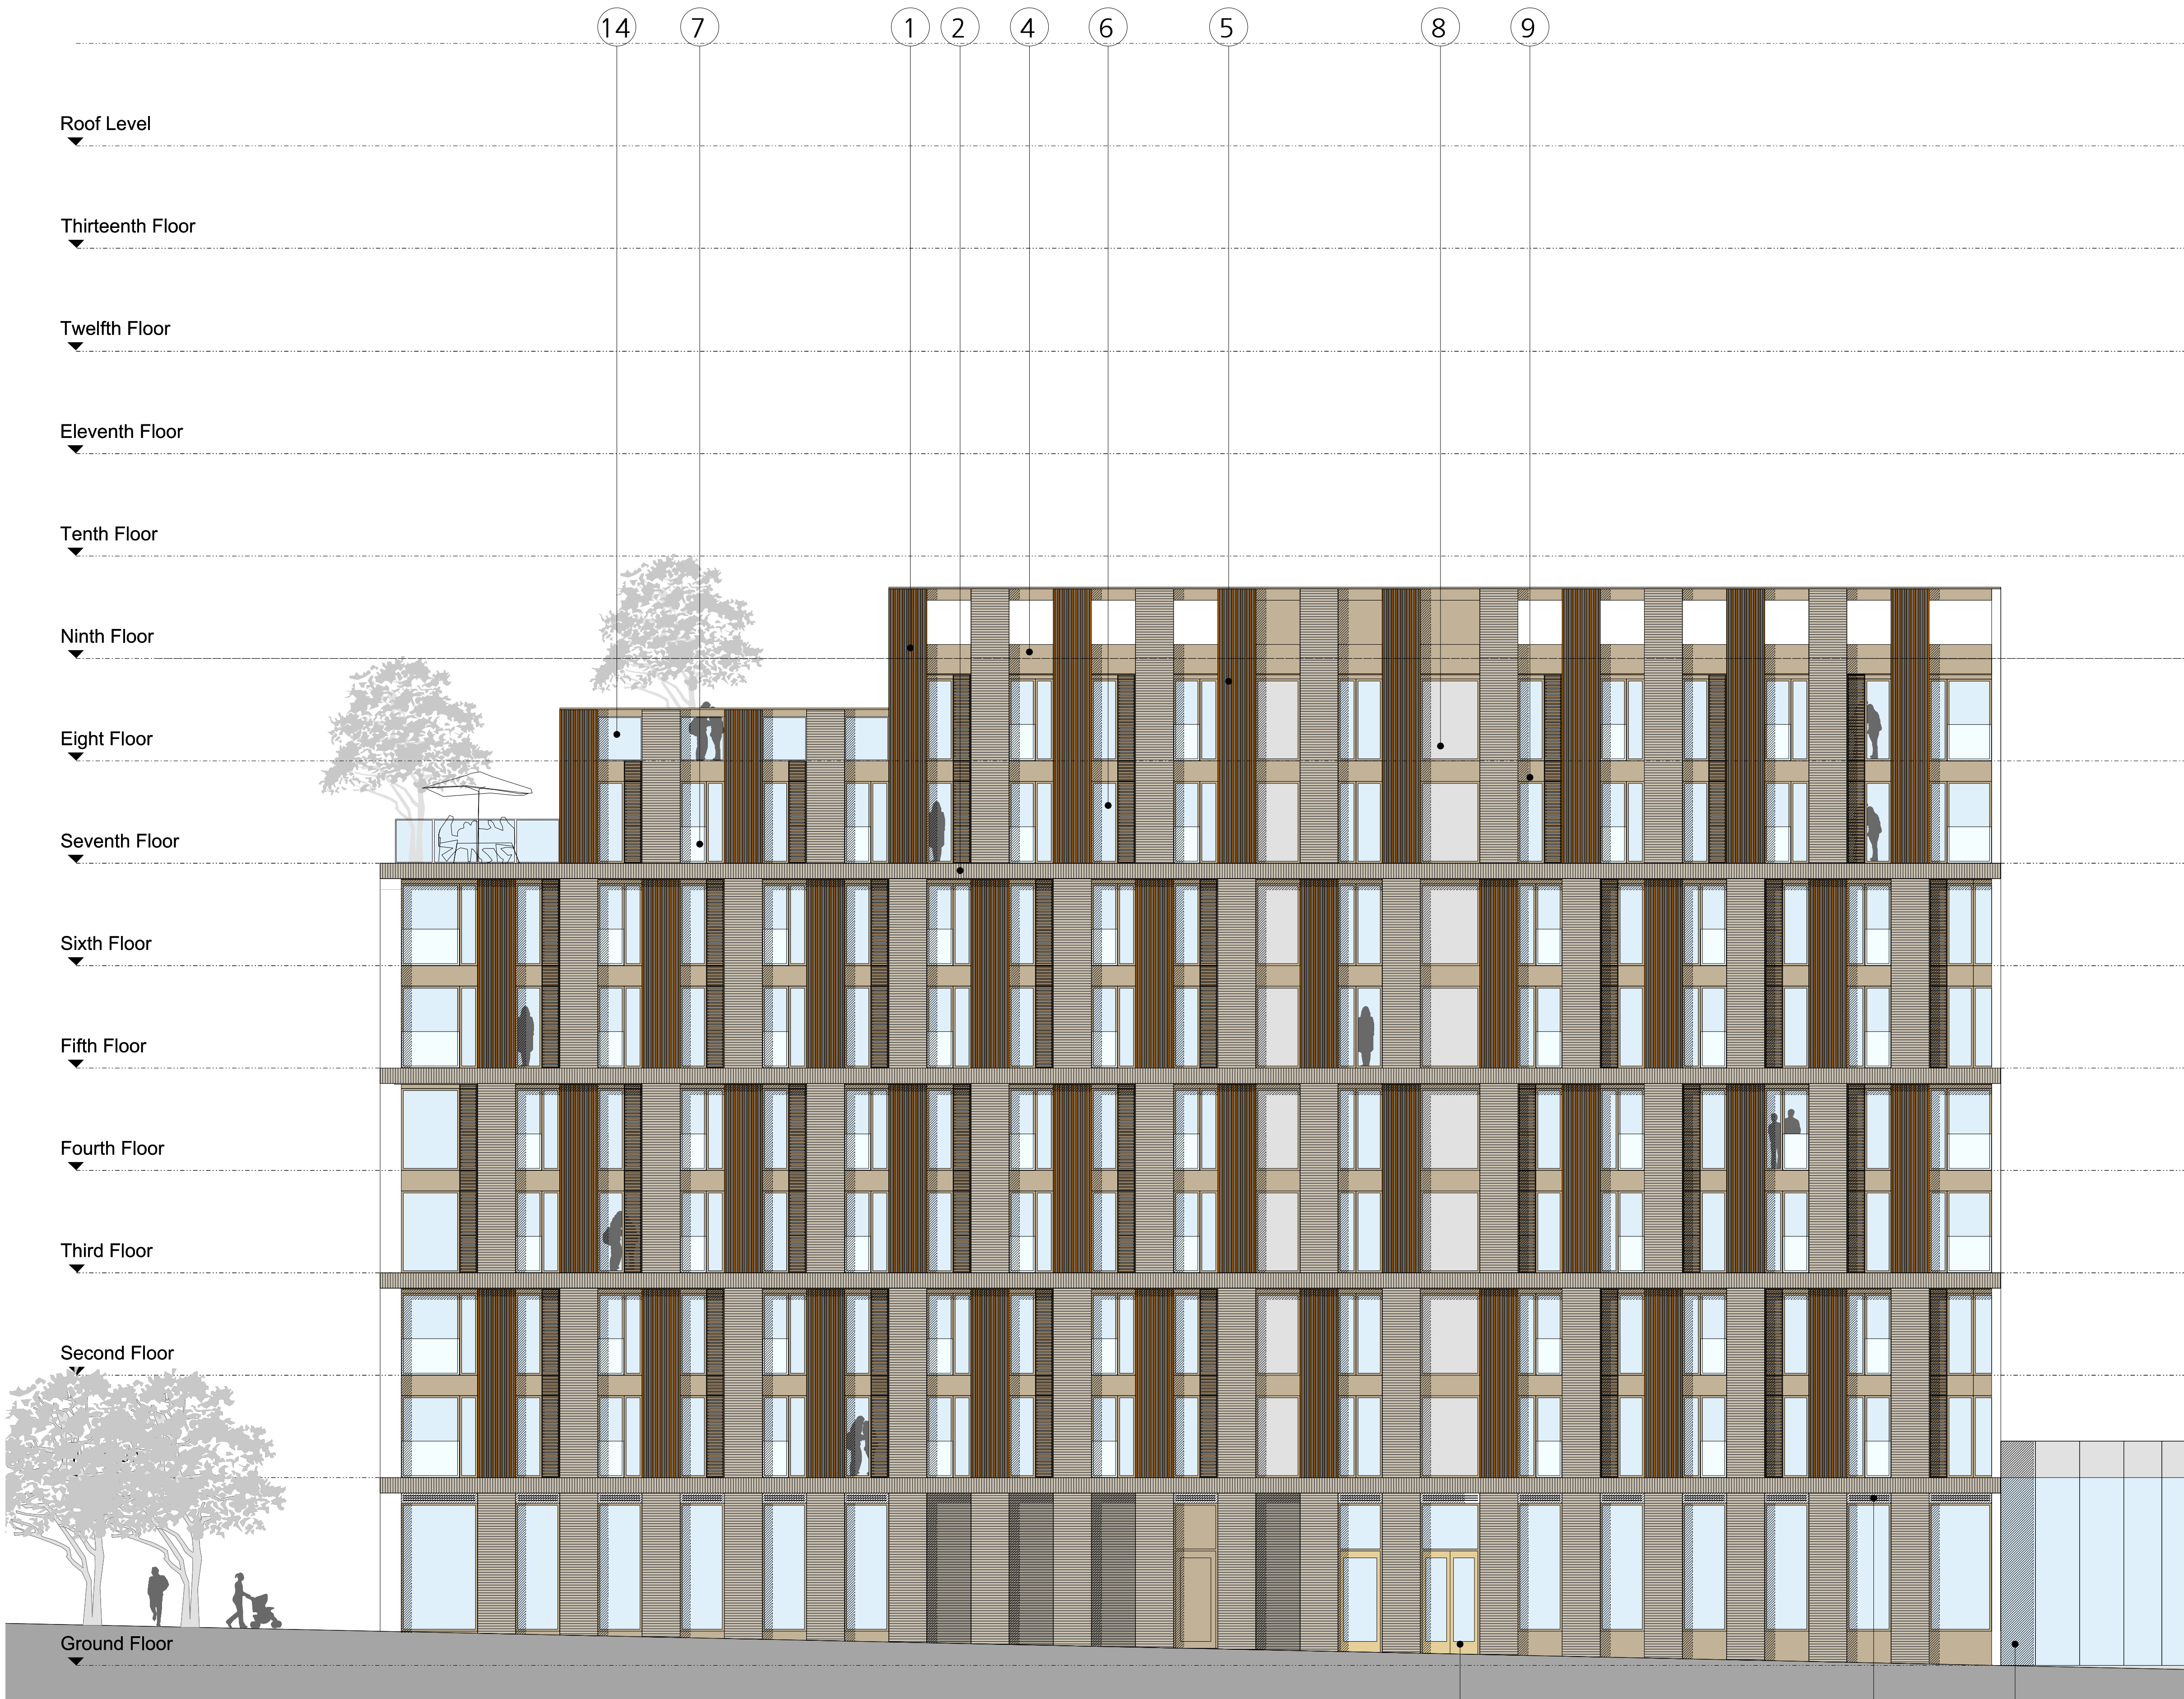 14 7 1 2 4 6 5 8 9
Roof Level
Thirteenth Floor
Twelfth Floor
Eleventh Floor
Tenth Floor
Ninth Floor
Eight Floor
Seventh Floor
Sixth Floor
Fifth Floor
Fourth Floor
Third Floor
Second Floor
Ground Floor